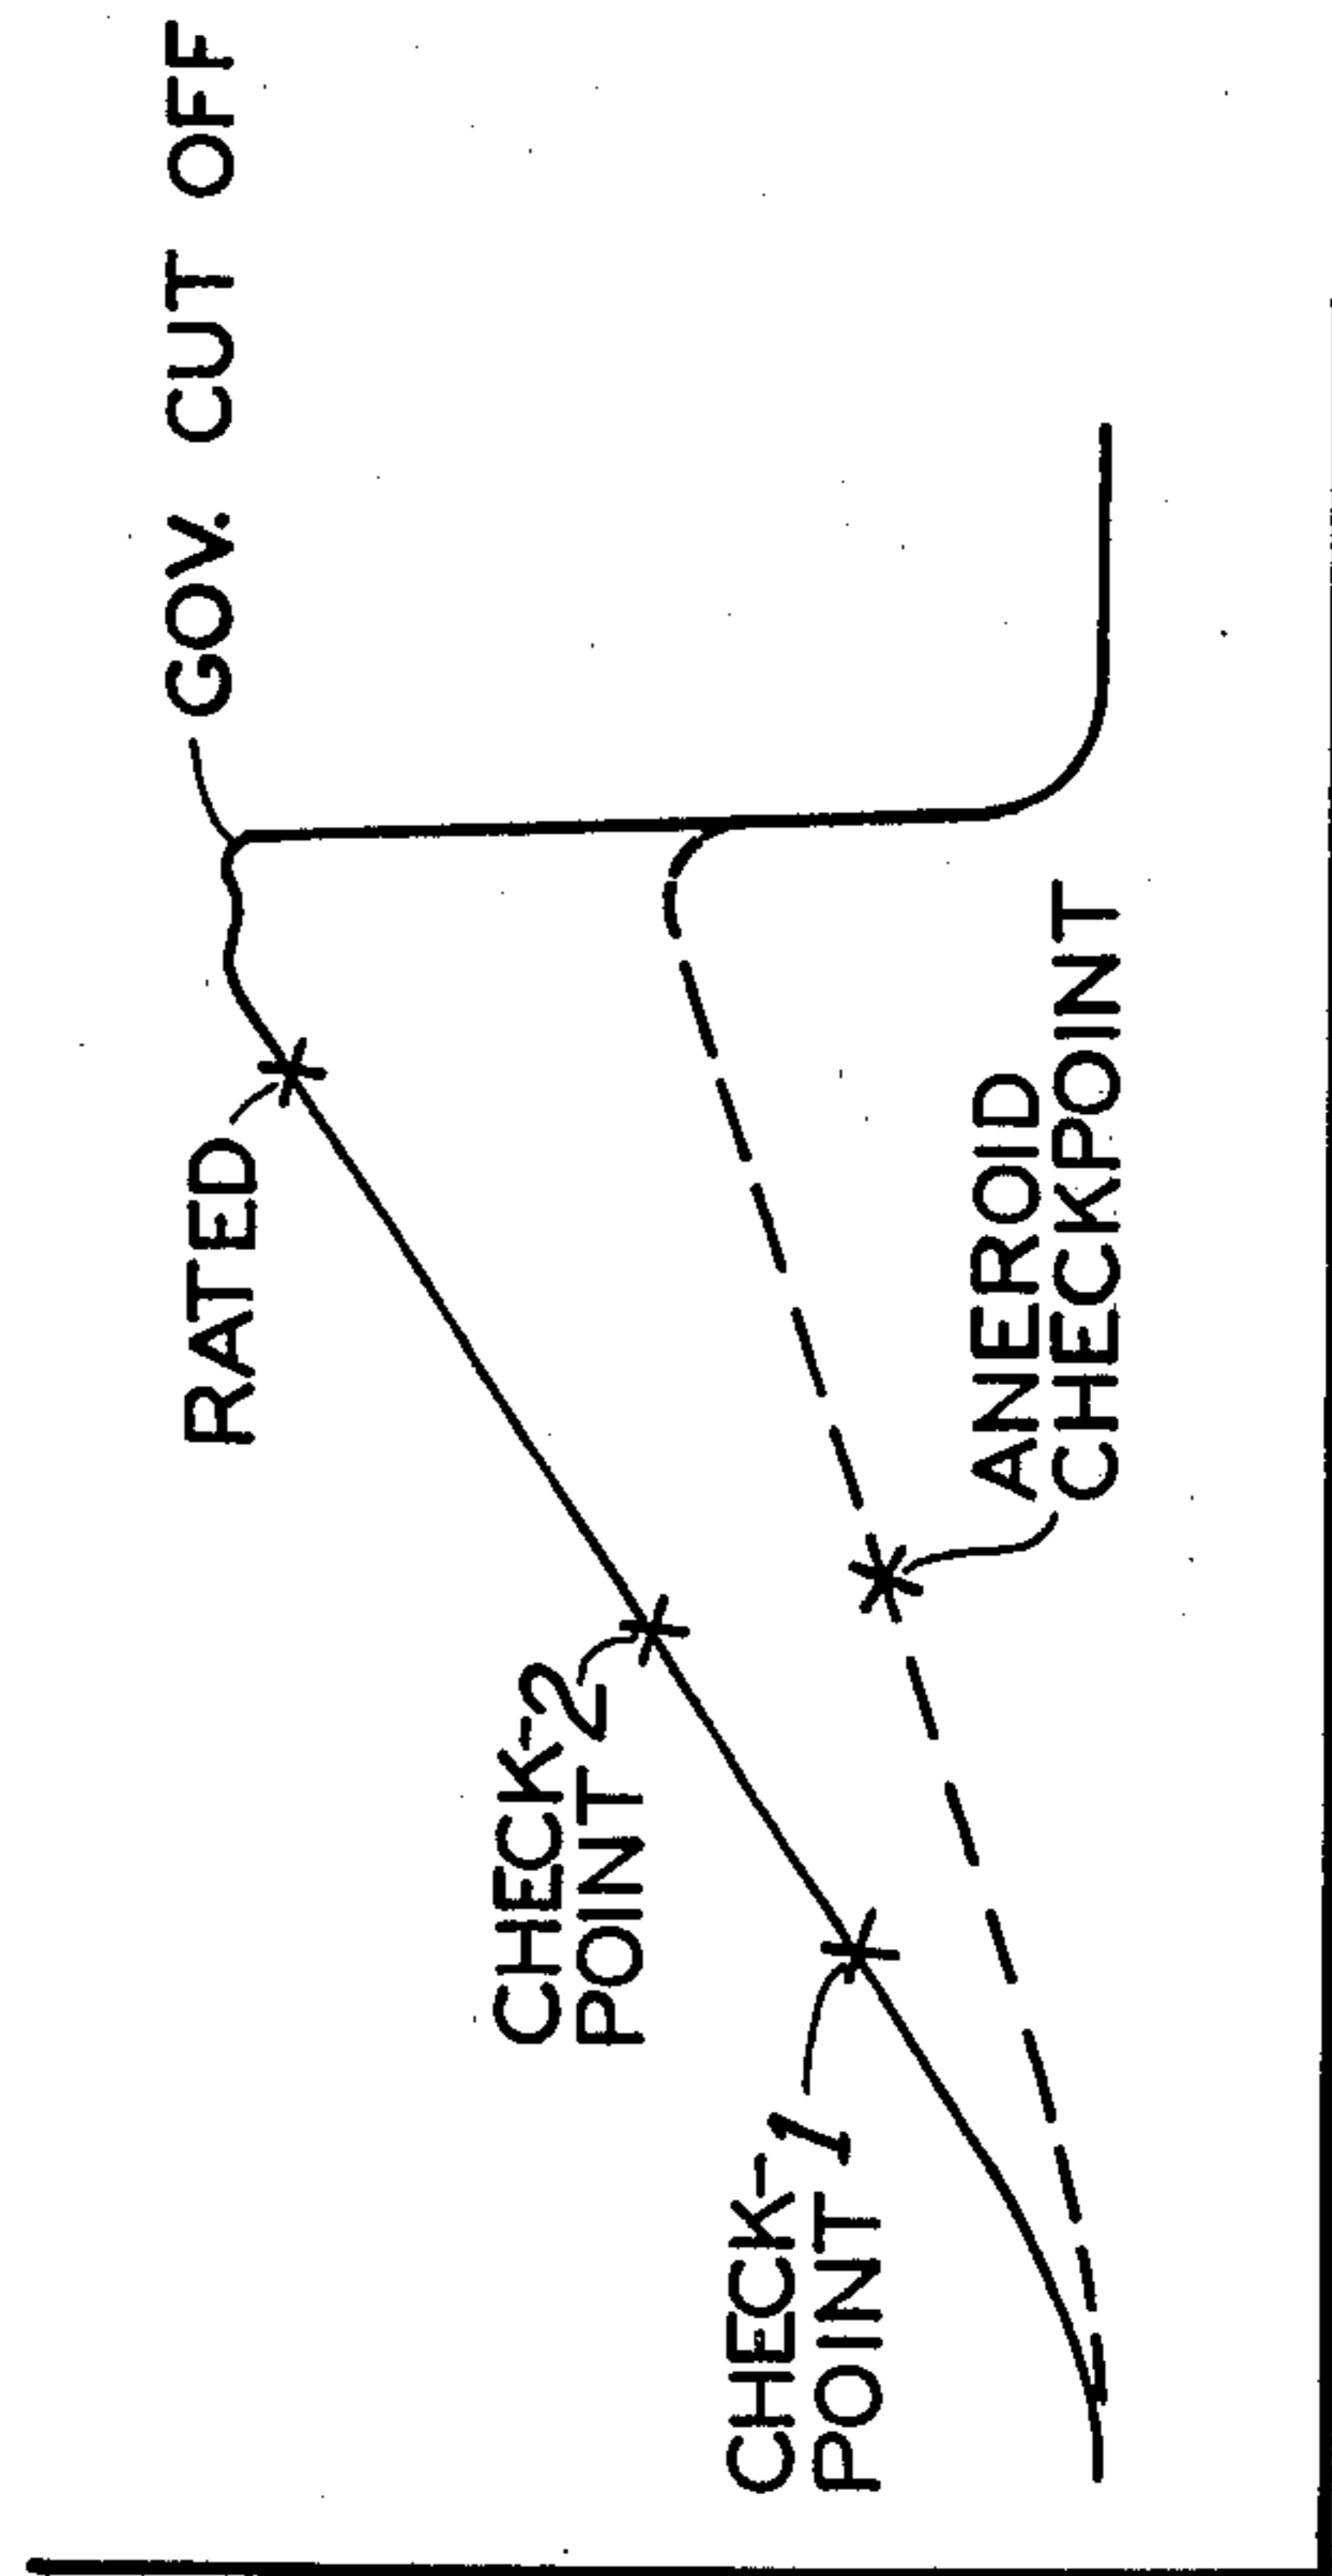 GOV. CUT OFF
RATED
CHECK-2
POINT
CHECK-1
POINT
ANEROID
CHECKPOINT